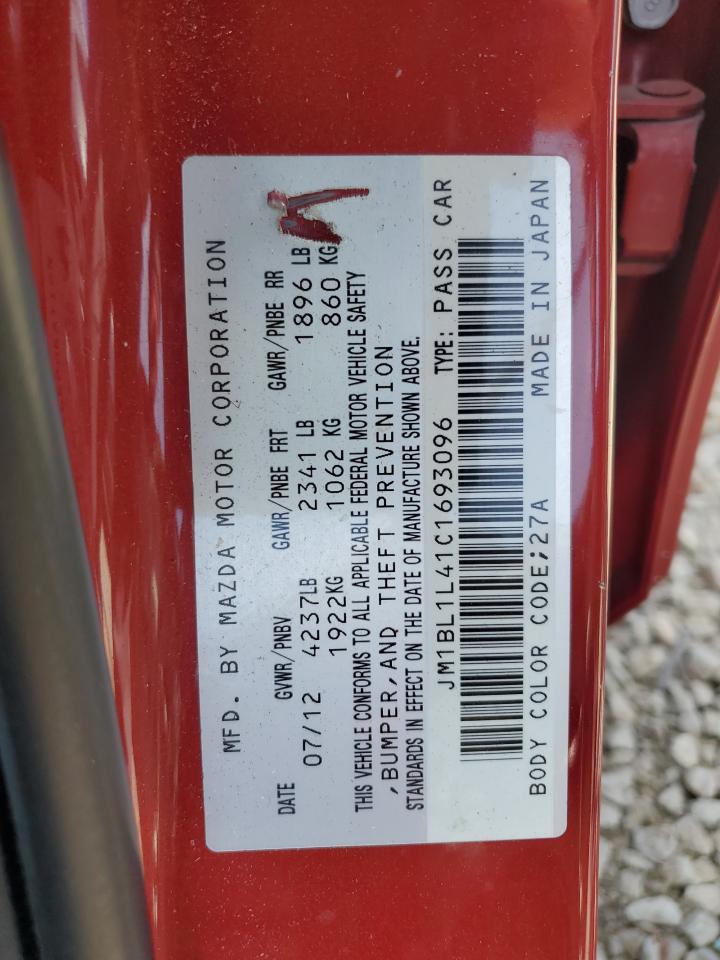 MFD. BY MAZDA MOTOR CORPORATION
DATE GVWR/PNBV GAWR/PNBE FRT GAWR/PNBE RR
07/12 4237LB 2341 LB 1896 LB
1922KG 1062 KG 860 KG
THIS VEHICLE CONFORMS TO ALL APPLICABLE FEDERAL MOTOR VEHICLE SAFETY
,BUMPER,AND THEFT PREVENTION
STANDARDS IN EFFECT ON THE DATE OF MANUFACTURE SHOWN ABOVE.
JM1BL1L41C1693096 TYPE: PASS CAR
BODY COLOR CODE;27A MADE IN JAPAN